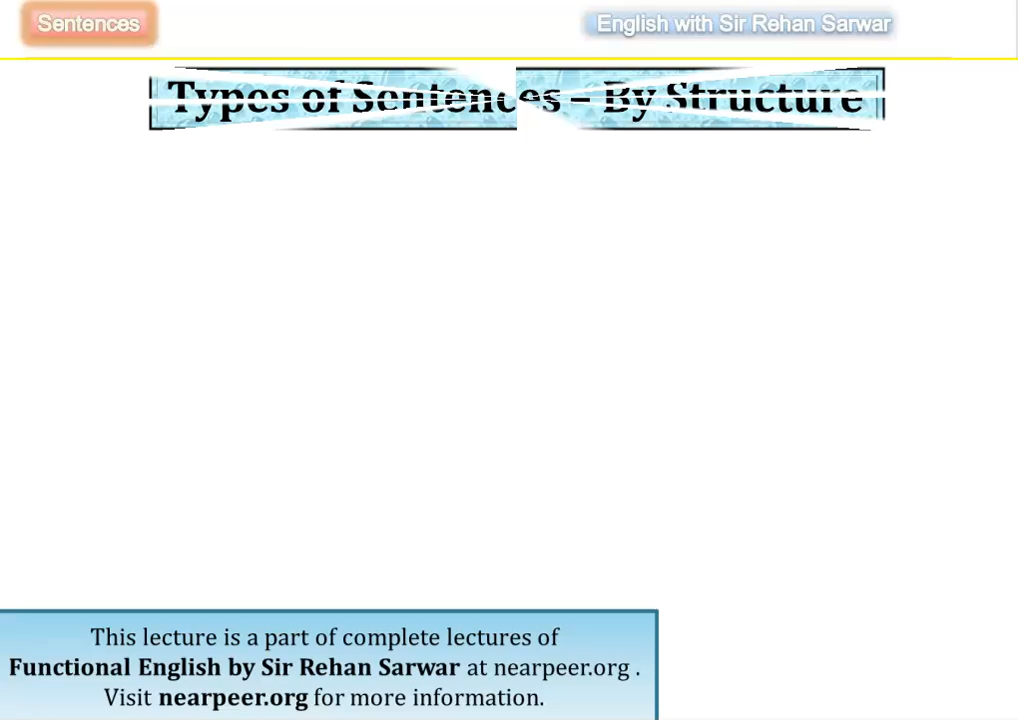 Sentences
English with Sir Rehan Sarwar
Types of Sentences – By Structure
This lecture is a part of complete lectures of
Functional English by Sir Rehan Sarwar at nearpeer.org .
Visit nearpeer.org for more information.